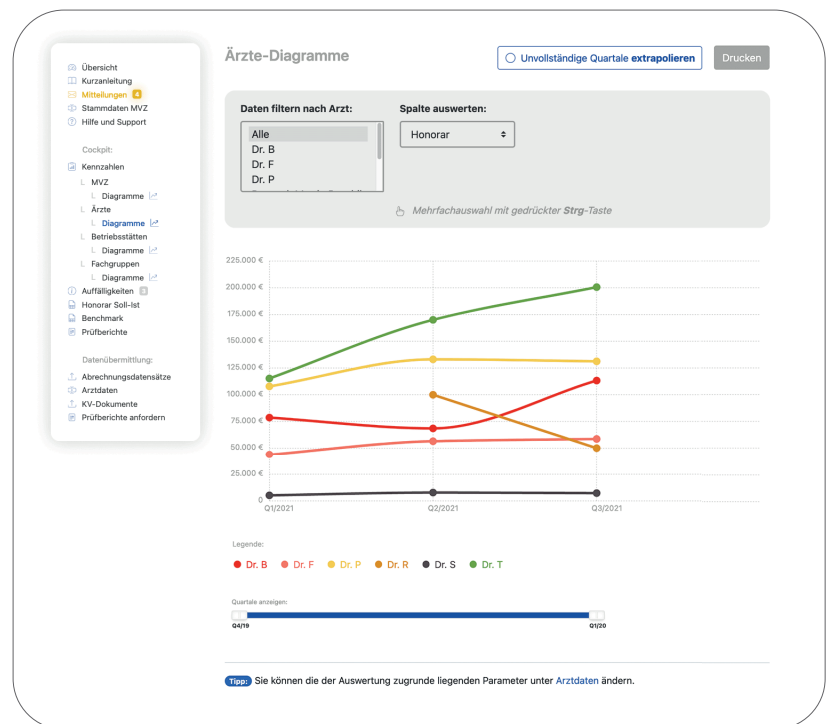 Übersicht
Kurzanleitung
Mitteilungen 4
Stammdaten MVZ
Hilfe und Support
Cockpit:
Kennzahlen
MVZ
Diagramme
Ärzte
Diagramme
Betriebsstätten
Diagramme
Fachgruppen
Diagramme
Auffälligkeiten 3
Honorar Soll-Ist
Benchmark
Prüfberichte
Datenübermittlung:
Abrechnungsdatensätze
Arztdaten
KV-Dokumente
Prüfberichte anfordern
Ärzte-Diagramme
Unvollständige Quartale extrapolieren
Drucken
Daten filtern nach Arzt:
Alle
Dr. B
Dr. F
Dr. P
Spalte auswerten:
Honorar
Mehrfachauswahl mit gedrückter Strg-Taste
225.000 €
200.000 €
175.000 €
150.000 €
125.000 €
100.000 €
75.000 €
50.000 €
25.000 €
0
Q1/2021 Q2/2021 Q3/2021
Legende:
Dr. B Dr. F Dr. P Dr. R Dr. S Dr. T
Quartale anzeigen:
Q4/19 Q1/20
Tipp: Sie können die der Auswertung zugrunde liegenden Parameter unter Arztdaten ändern.